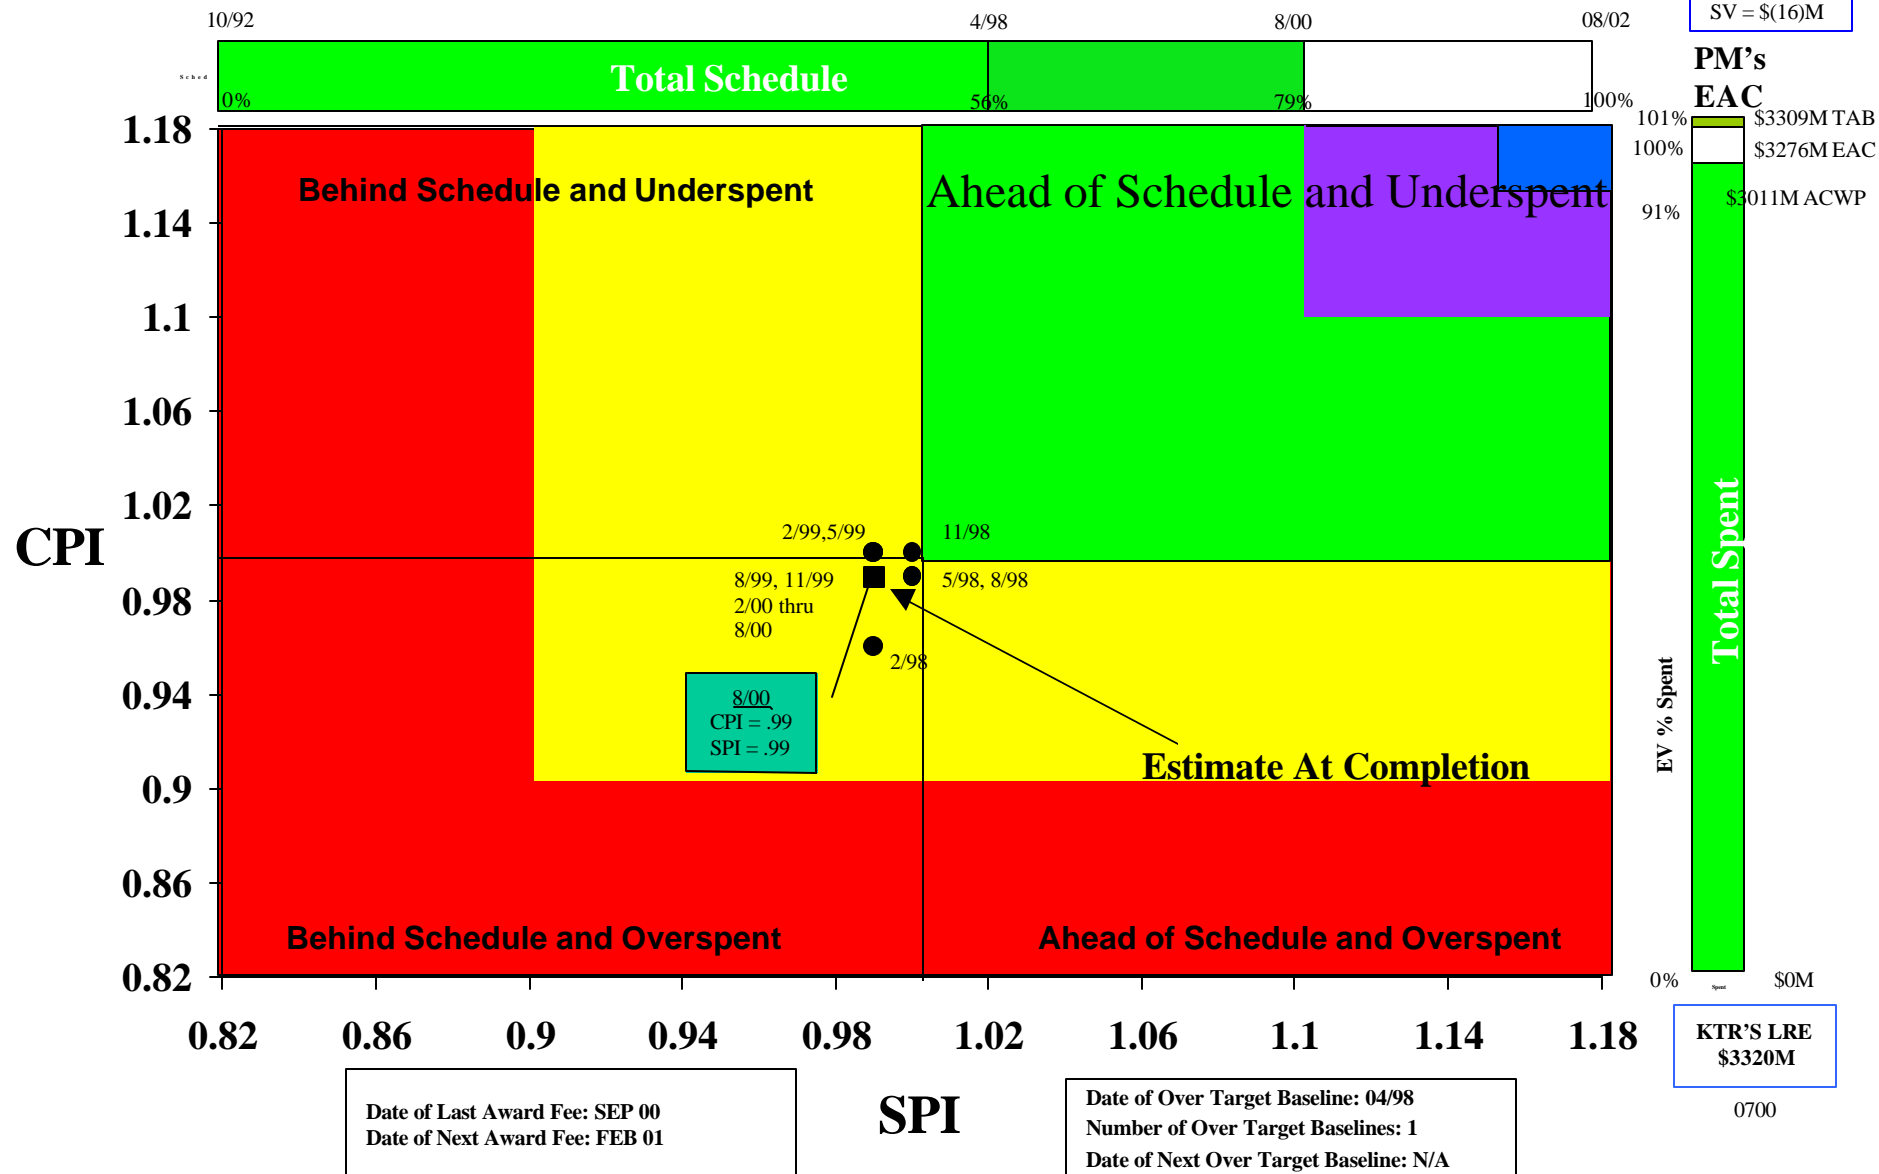 10/92
4/98
8/00
08/02
SV = $(16)M
Sched
Total Schedule
0%
56%
79%
100%
PM's
EAC
101%
$3309M TAB
100%
$3276M EAC
91%
$3011M ACWP
1.18
1.14
1.1
1.06
1.02
0.98
0.94
0.9
0.86
0.82
CPI
Behind Schedule and Underspent
Ahead of Schedule and Underspent
2/99,5/99
11/98
8/99, 11/99
2/00 thru
8/00
5/98, 8/98
2/98
8/00
CPI = .99
SPI = .99
Estimate At Completion
Behind Schedule and Overspent
Ahead of Schedule and Overspent
EV % Spent
Total Spent
0%
Spent
$0M
0.82
0.86
0.9
0.94
0.98
1.02
1.06
1.1
1.14
1.18
SPI
KTR'S LRE
$3320M
0700
Date of Last Award Fee: SEP 00
Date of Next Award Fee: FEB 01
Date of Over Target Baseline: 04/98
Number of Over Target Baselines: 1
Date of Next Over Target Baseline: N/A